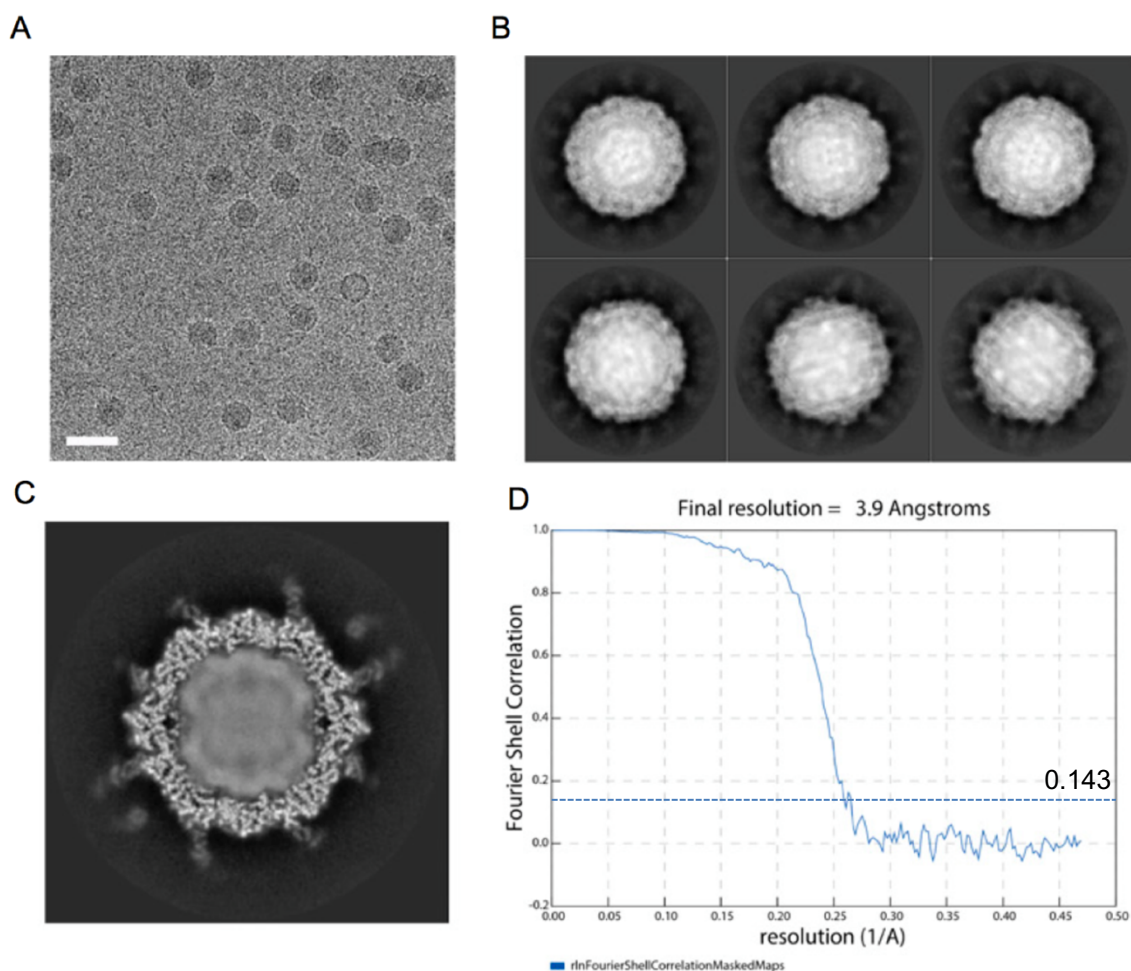 A
B
C
D
Final resolution = 3.9 Angstroms
Fourier Shell Correlation
1.0
0.8
0.6
0.4
0.2
0.0
-0.2
0.143
0.00 0.05 0.10 0.15 0.20 0.25 0.30 0.35 0.40 0.45 0.50
resolution (1/A)
rlnFourierShellCorrelationMaskedMaps